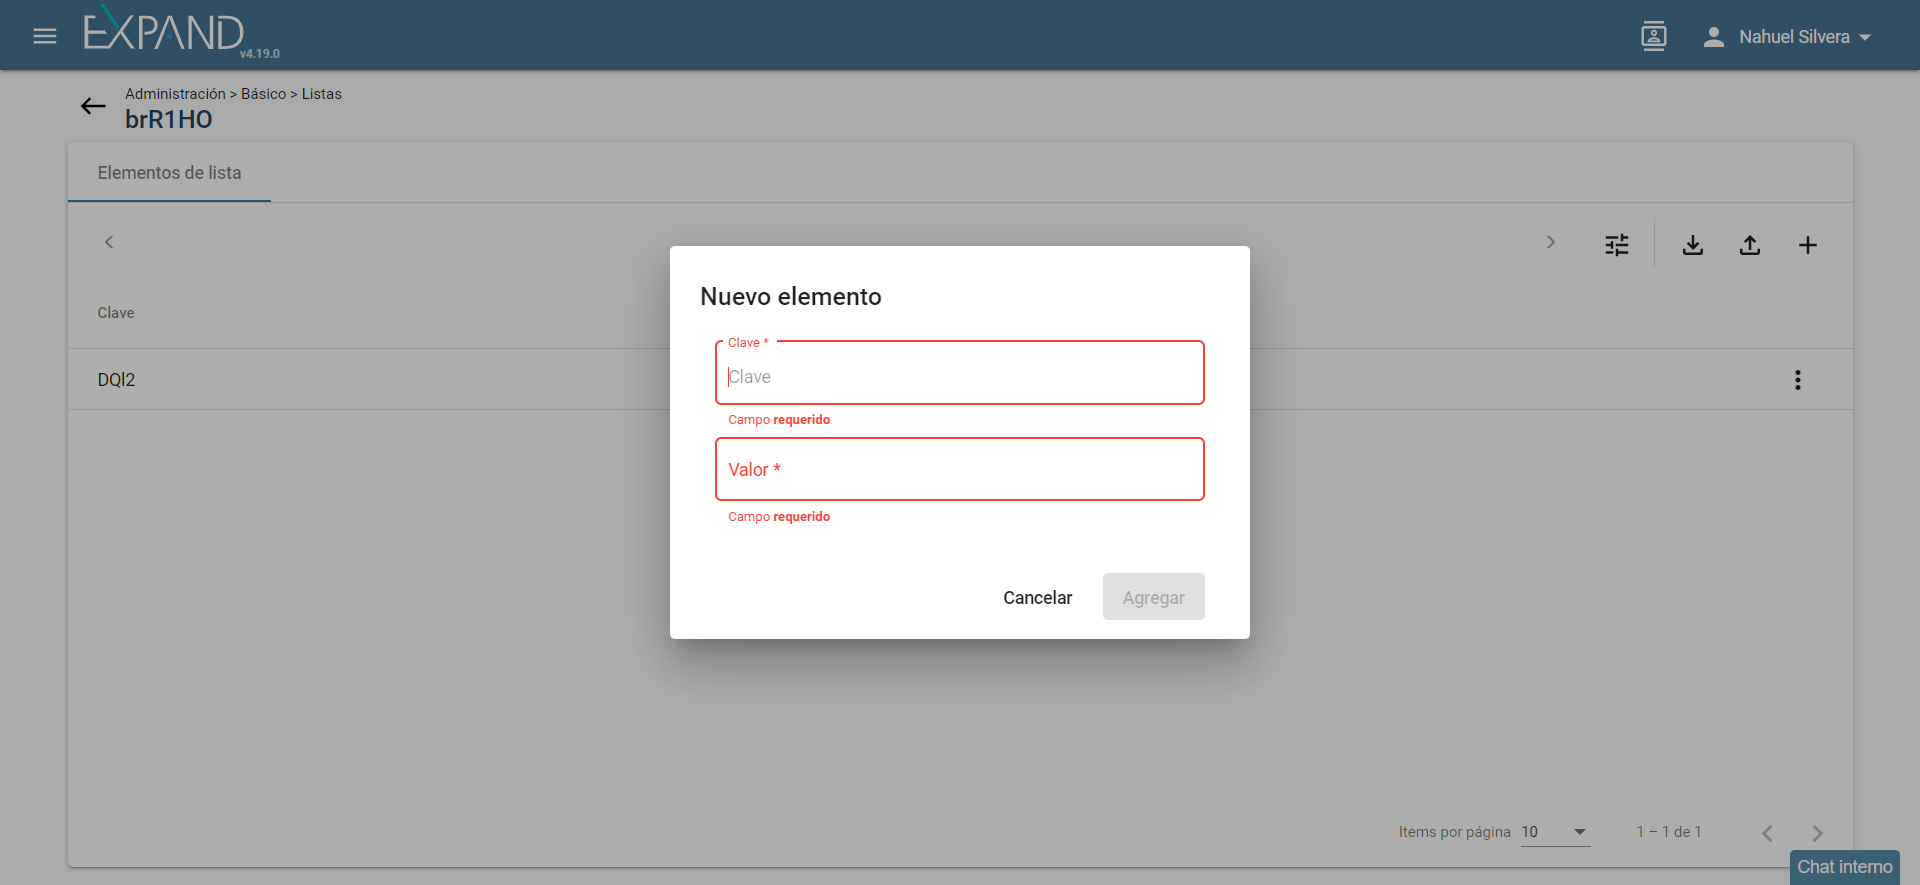 EXPAND
v4.19.0
Nahuel Silvera
Administración > Básico > Listas
brR1HO
Elementos de lista
Clave
DQl2
Nuevo elemento
Clave *
Clave
Campo requerido
Valor *
Campo requerido
Cancelar
Agregar
Items por página 10
1 – 1 de 1
Chat interno